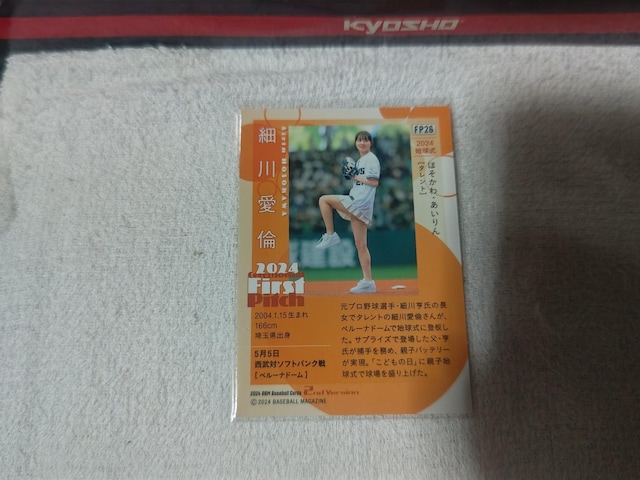 KYOSHO
FP26
2024
始球式
ほそかわ・あいりん
[タレント]
細川愛倫
Airin HOSOKAWA
2024
Ceremonial
First
Pitch
2004.1.15生まれ
166cm
埼玉県出身
5月5日
西武対ソフトバンク戦
[ベルーナドーム]
元プロ野球選手・細川亨氏の長
女でタレントの細川愛倫さんが、
ベルーナドームで始球式に登板し
た。サプライズで登場した父・亨
氏が捕手を務め、親子バッテリー
が実現。「こどもの日」に親子始
球式で球場を盛り上げた。
2024 BBM Baseball Cards 2nd Version
©2024 BASEBALL MAGAZINE